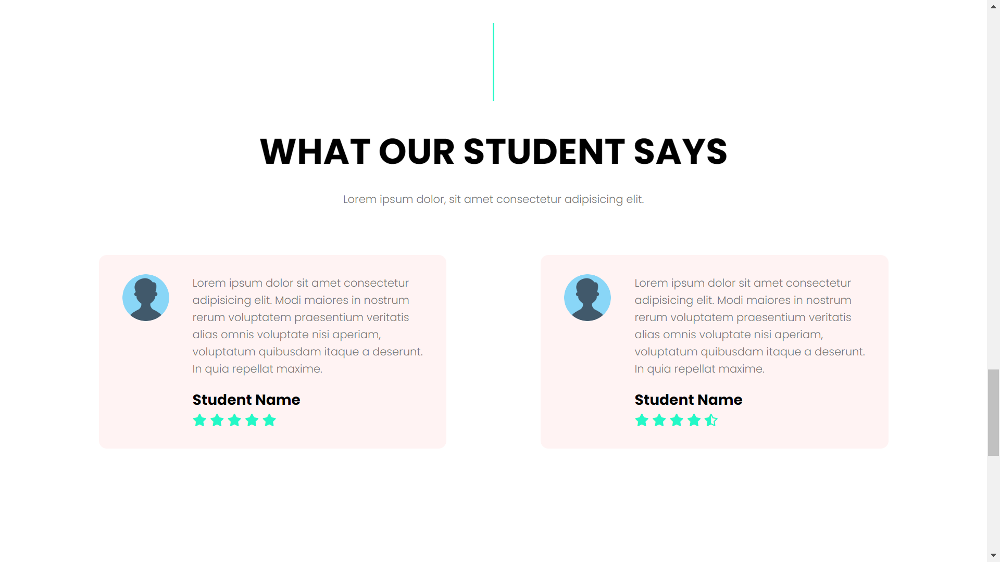 WHAT OUR STUDENT SAYS
Lorem ipsum dolor, sit amet consectetur adipisicing elit.
Lorem ipsum dolor sit amet consectetur
adipisicing elit. Modi maiores in nostrum
rerum voluptatem praesentium veritatis
alias omnis voluptate nisi aperiam,
voluptatum quibusdam itaque a deserunt.
In quia repellat maxime.
Student Name
Lorem ipsum dolor sit amet consectetur
adipisicing elit. Modi maiores in nostrum
rerum voluptatem praesentium veritatis
alias omnis voluptate nisi aperiam,
voluptatum quibusdam itaque a deserunt.
In quia repellat maxime.
Student Name